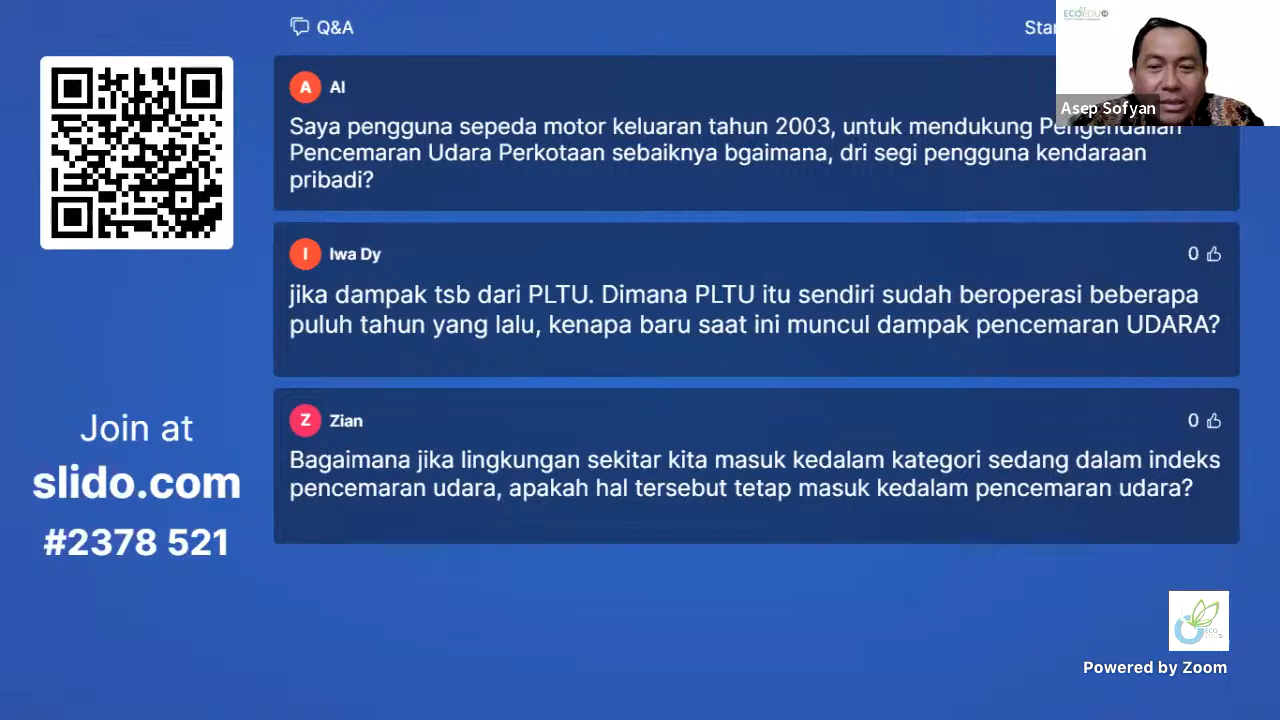 Q&A
ECOEDU
Asep Sofyan
A
AI
Saya pengguna sepeda motor keluaran tahun 2003, untuk mendukung Pengendalian
Pencemaran Udara Perkotaan sebaiknya bgaimana, dri segi pengguna kendaraan
pribadi?
I
Iwa Dy
0
jika dampak tsb dari PLTU. Dimana PLTU itu sendiri sudah beroperasi beberapa
puluh tahun yang lalu, kenapa baru saat ini muncul dampak pencemaran UDARA?
Z
Zian
0
Bagaimana jika lingkungan sekitar kita masuk kedalam kategori sedang dalam indeks
pencemaran udara, apakah hal tersebut tetap masuk kedalam pencemaran udara?
Join at
slido.com
#2378 521
Powered by Zoom